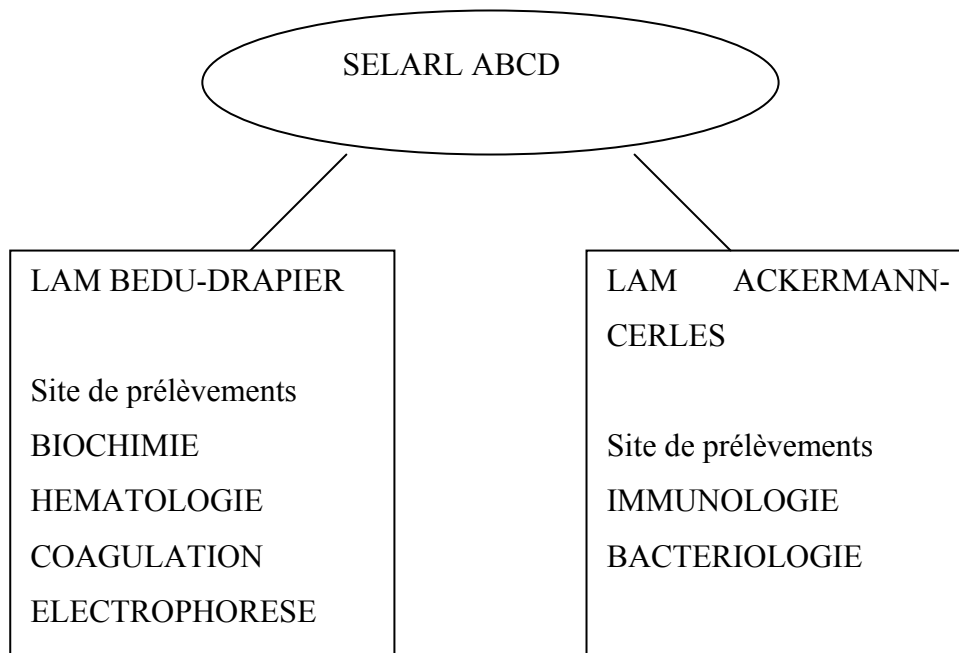 SELARL ABCD
LAM BEDU-DRAPIER
Site de prélèvements
BIOCHIMIE
HEMATOLOGIE
COAGULATION
ELECTROPHORESE
LAM ACKERMANN-
CERLES
Site de prélèvements
IMMUNOLOGIE
BACTERIOLOGIE